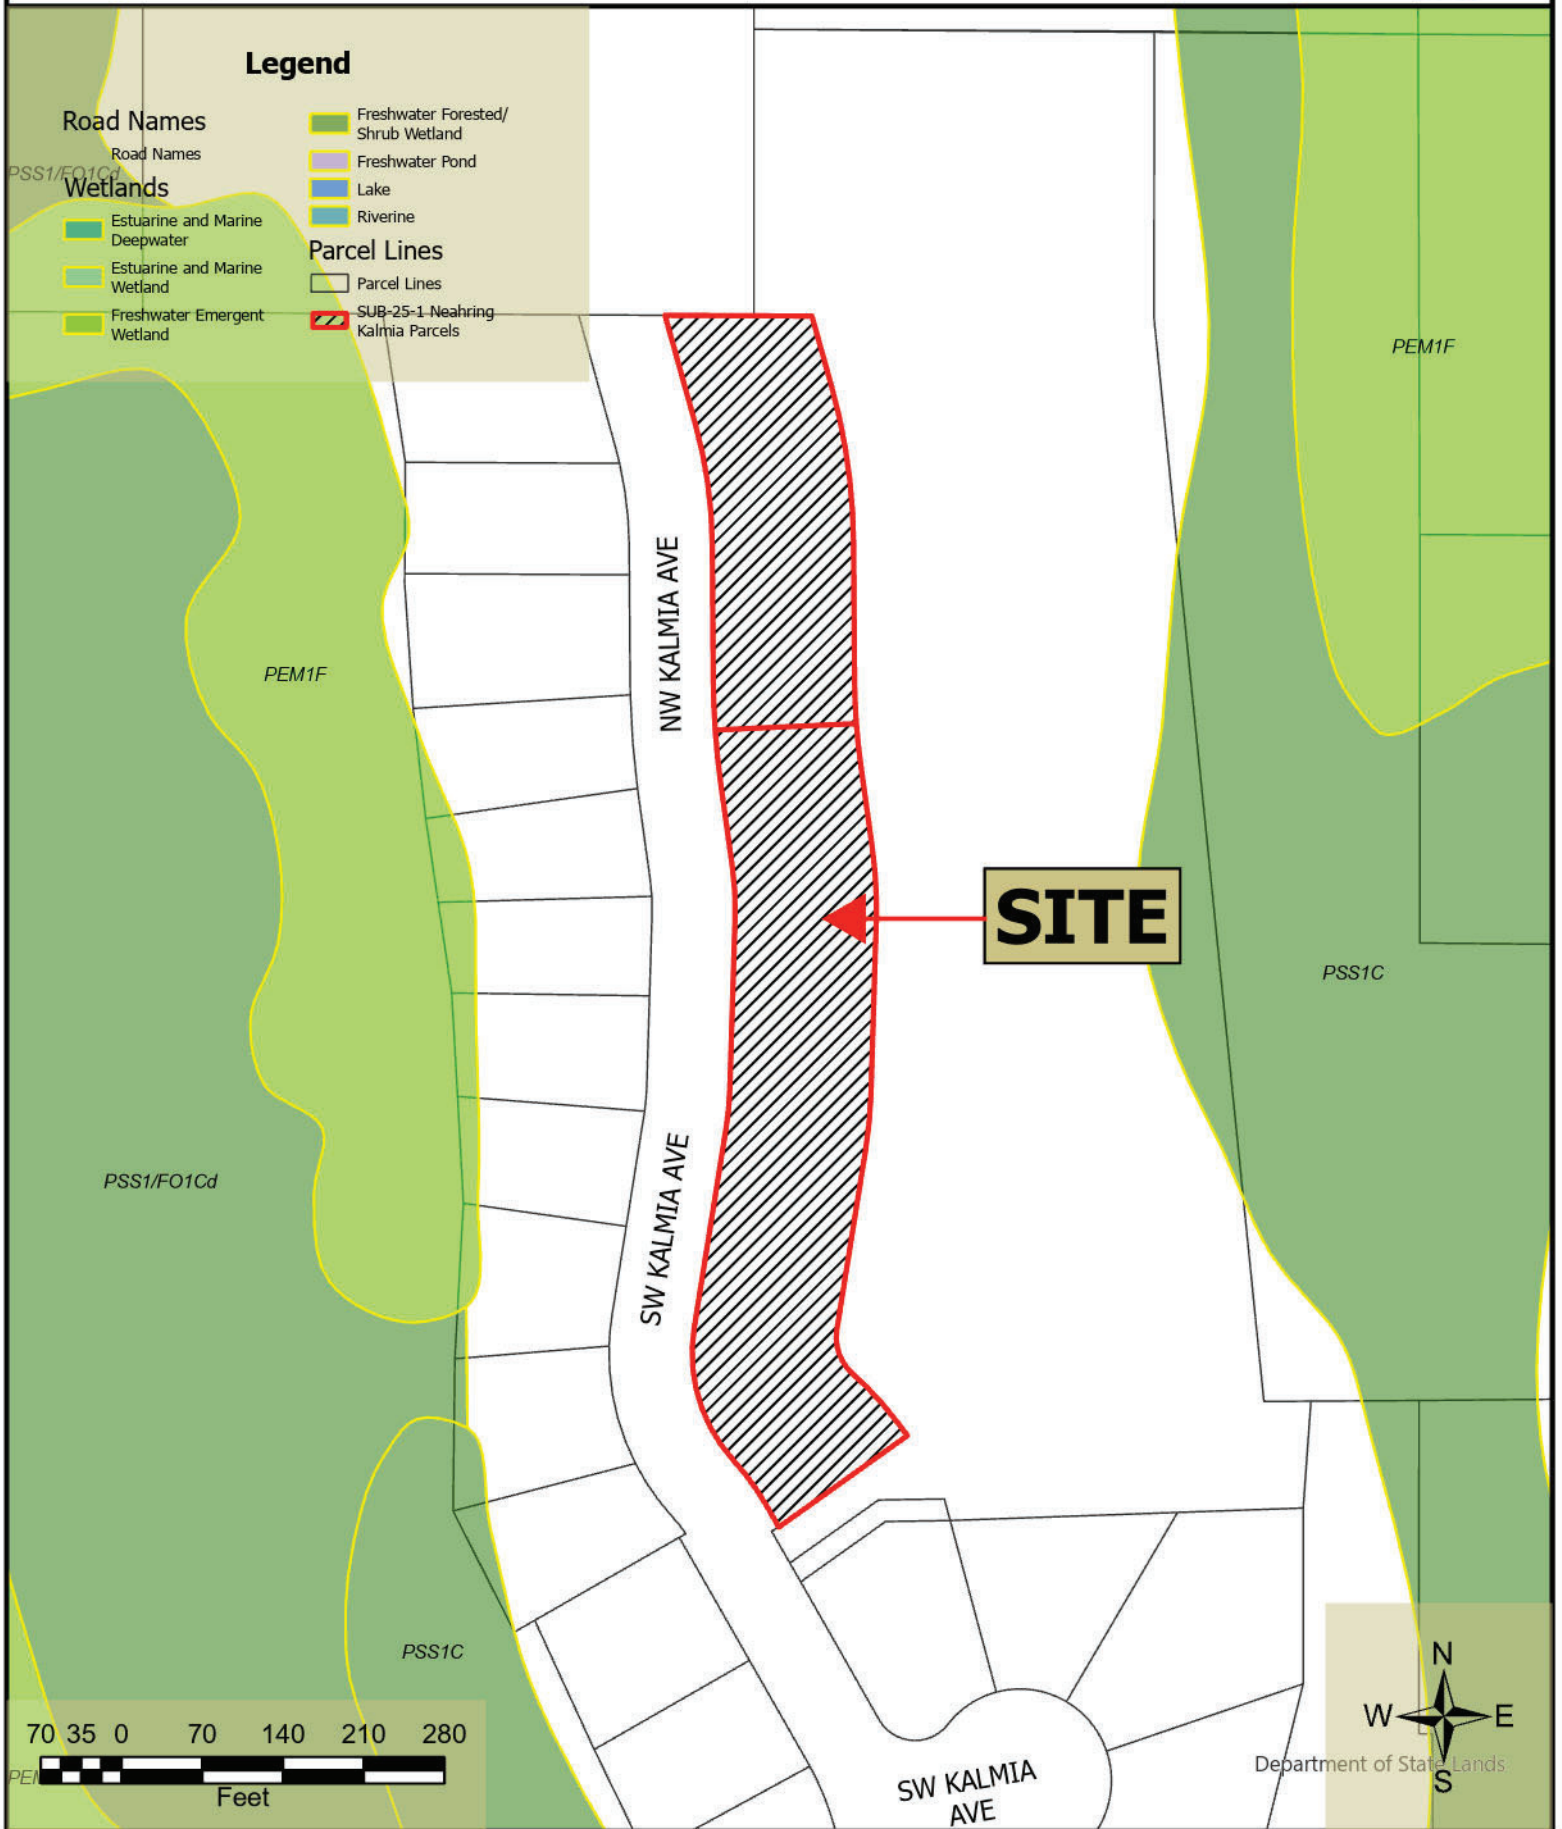 Legend
Road Names
Road Names
Wetlands
Estuarine and Marine
Deepwater
Estuarine and Marine
Wetland
Freshwater Emergent
Wetland
Freshwater Forested/
Shrub Wetland
Freshwater Pond
Lake
Riverine
Parcel Lines
Parcel Lines
SUB-25-1 Neahring
Kalmia Parcels
PSS1/FO1Cd
PEM1F
PEM1F
NW KALMIA AVE
SITE
PSS1C
PSS1/FO1Cd
SW KALMIA AVE
PSS1C
70 35 0 70 140 210 280
Feet
PEM
SW KALMIA
AVE
N
W E
S
Department of State Lands